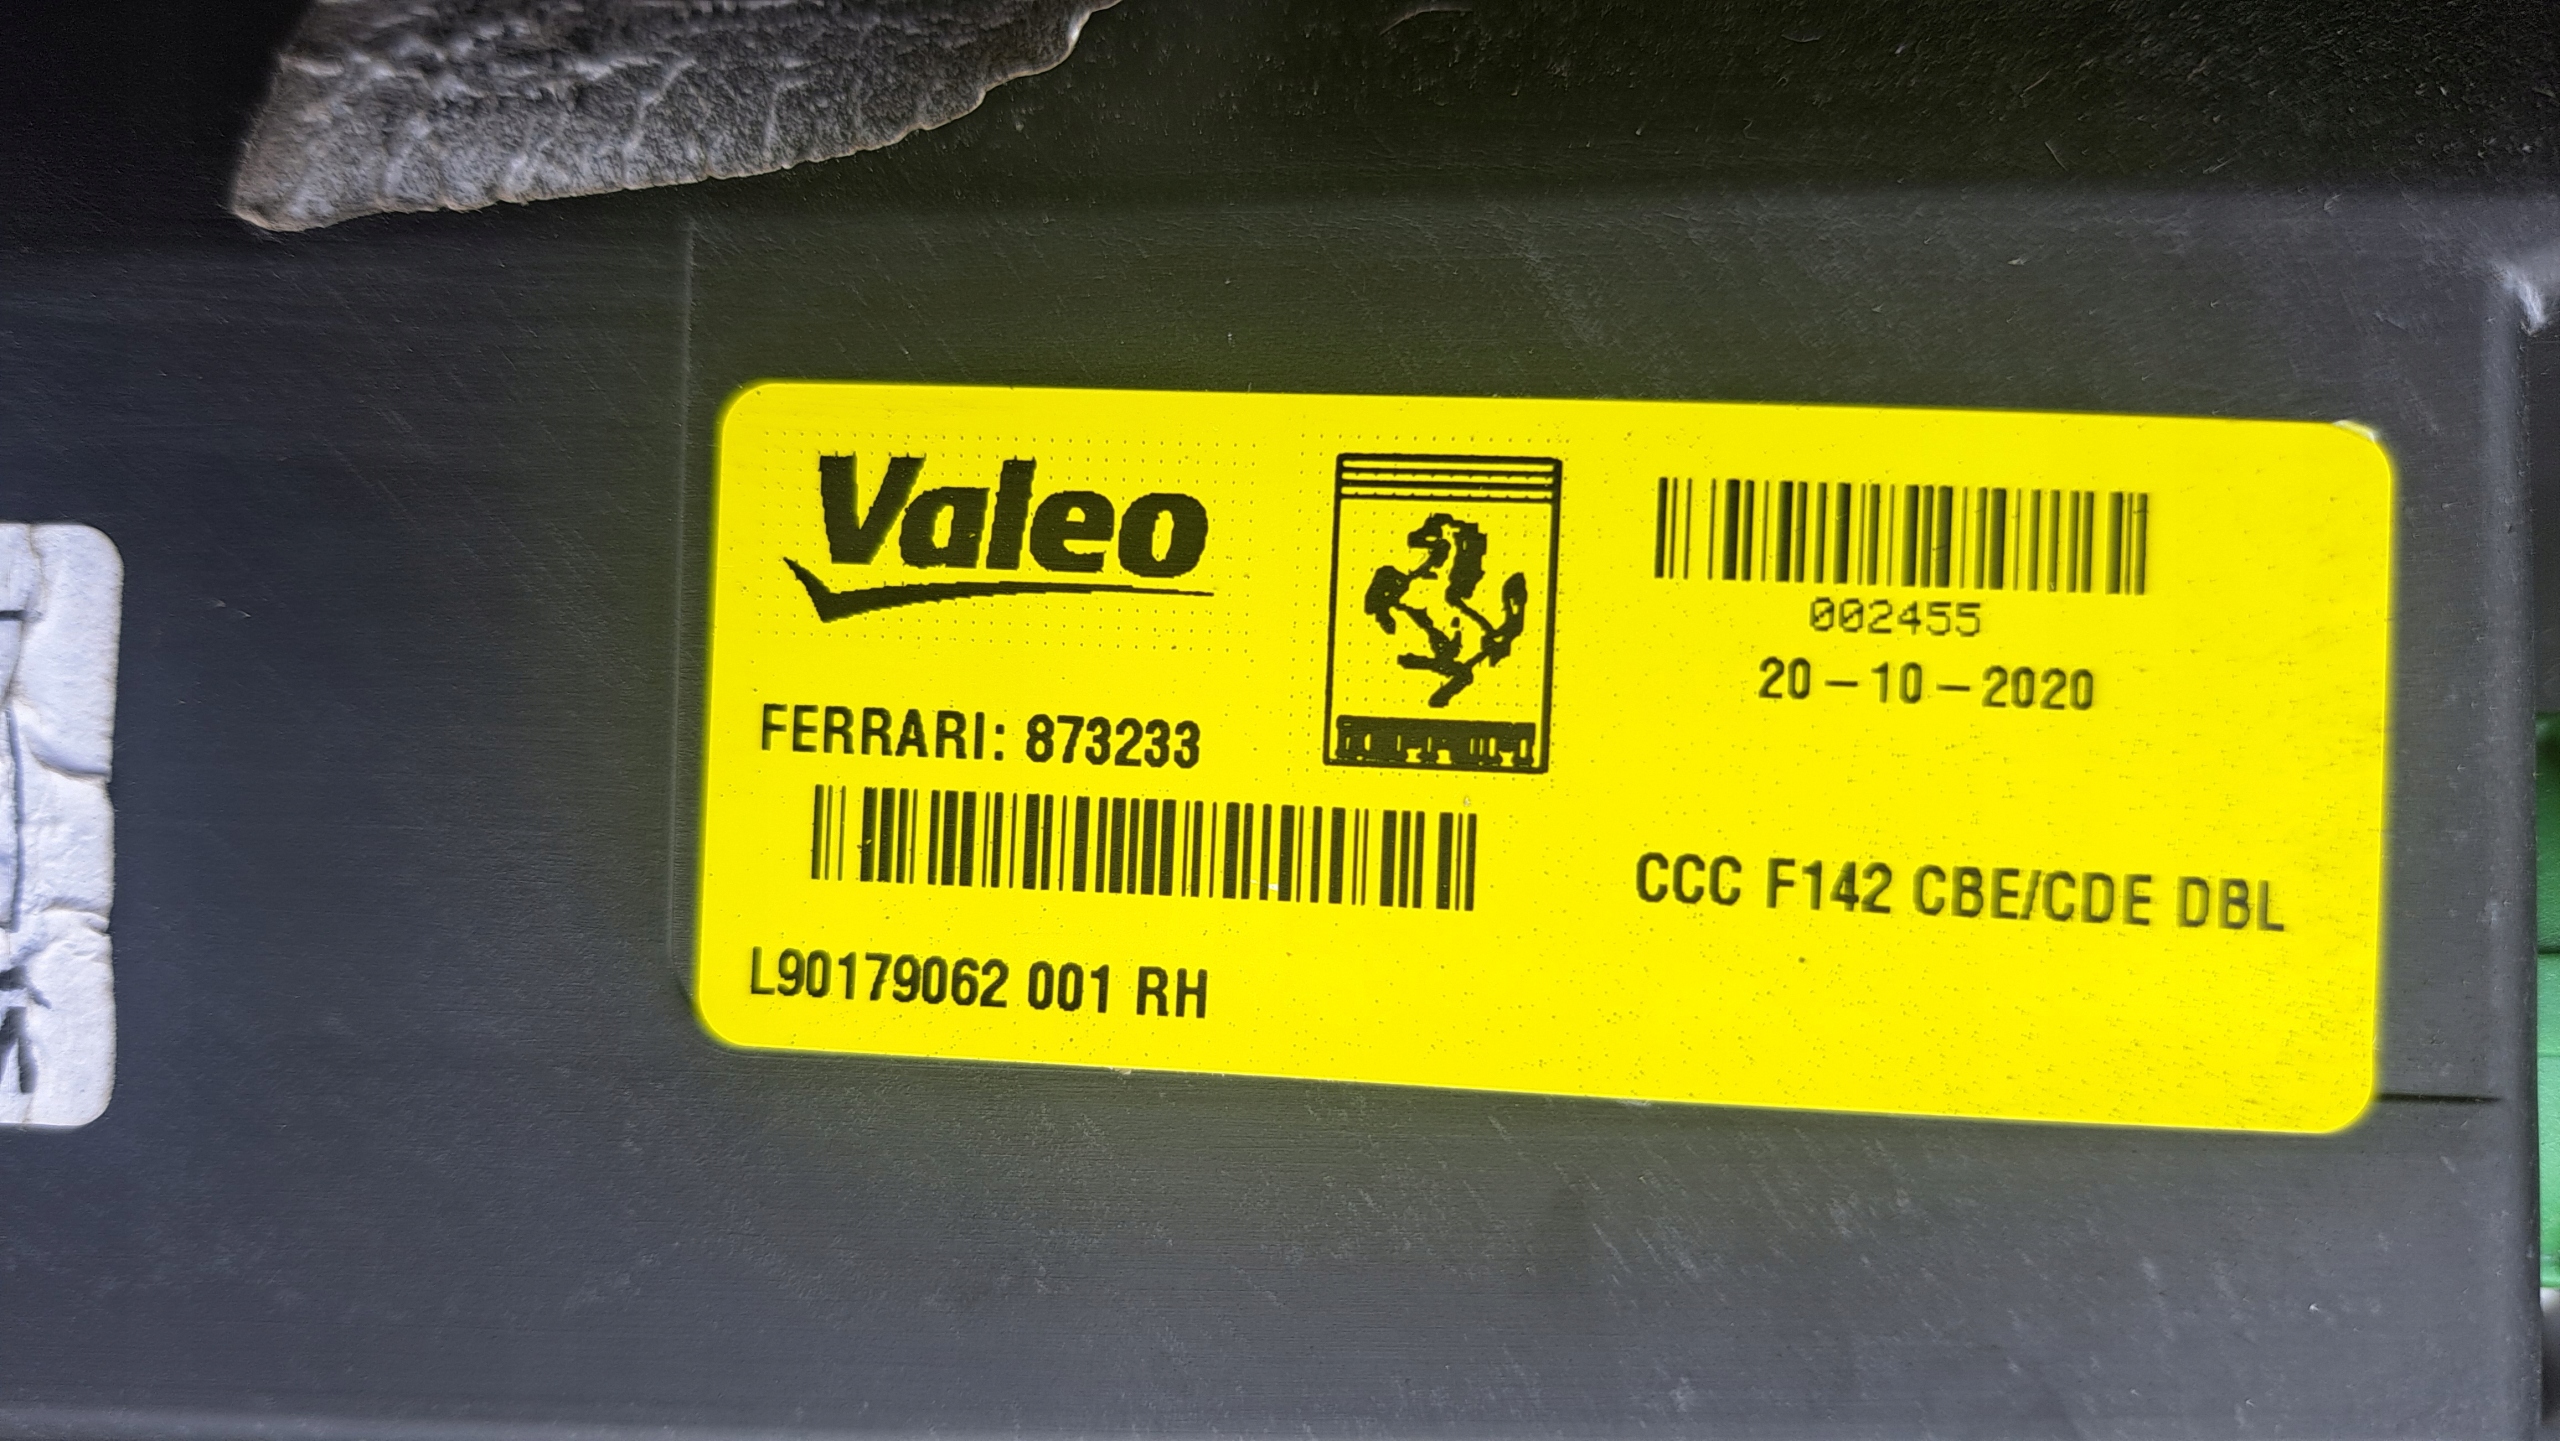 Valeo
FERRARI: 873233
L90179062 001 RH
002455
20-10-2020
CCC F142 CBE/CDE DBL